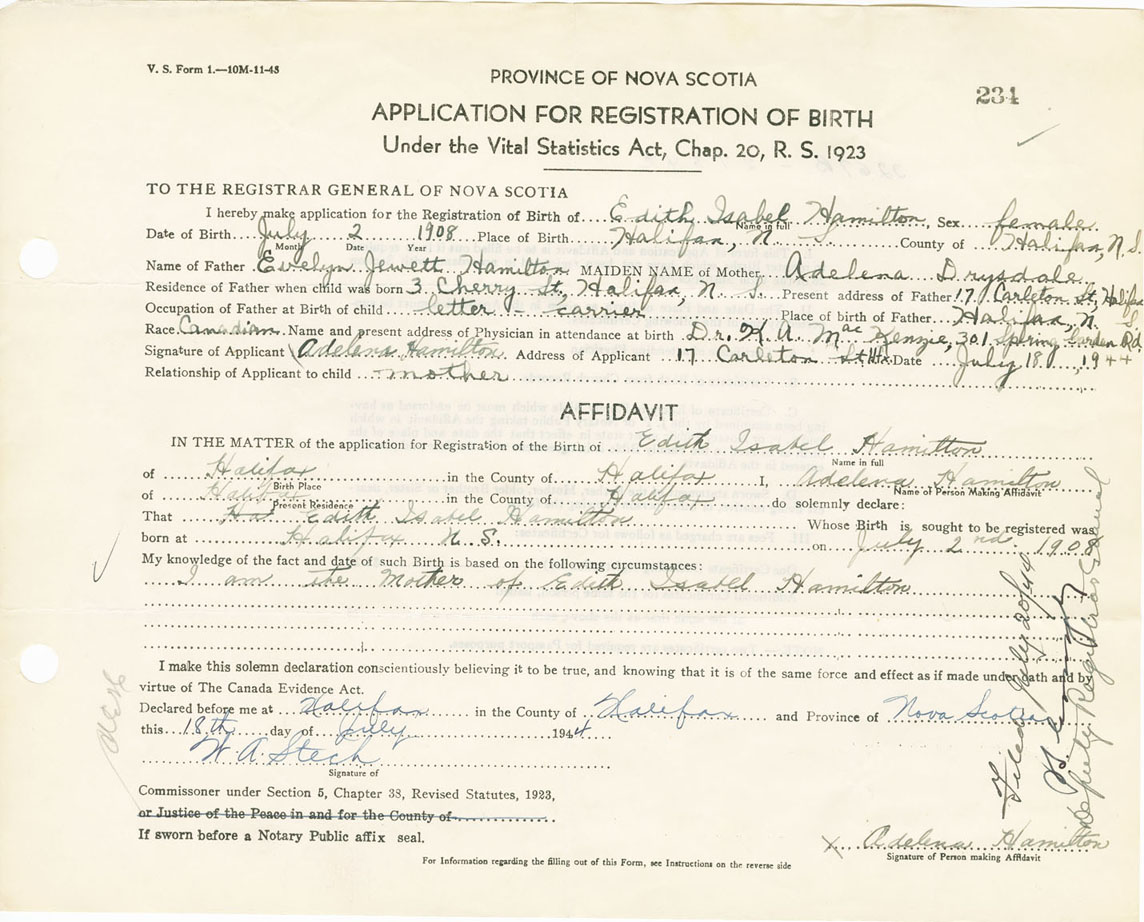 V. S. Form 1.—10M-11-43
PROVINCE OF NOVA SCOTIA
234
APPLICATION FOR REGISTRATION OF BIRTH
Under the Vital Statistics Act, Chap. 20, R. S. 1923
TO THE REGISTRAR GENERAL OF NOVA SCOTIA
I hereby make application for the Registration of Birth of Edith Isabel Hamilton, Sex female
Name in full
Date of Birth July 2 1908 Place of Birth Halifax, N. S. County of Halifax, N. S.
Month Date Year
Name of Father Evelyn Jewett Hamilton MAIDEN NAME of Mother Adelena Drysdale
Residence of Father when child was born 3 Cherry St, Halifax, N. S. Present address of Father 17 Carleton St, Halifax
Occupation of Father at Birth of child letter-carrier Place of birth of Father Halifax, N. S.
Race Canadian Name and present address of Physician in attendance at birth Dr. K. A. MacKenzie, 301 Spring Garden Rd.
Signature of Applicant Adelena Hamilton Address of Applicant 17 Carleton St Hx Date July 18 1944
Relationship of Applicant to child mother
AFFIDAVIT
IN THE MATTER of the application for Registration of the Birth of Edith Isabel Hamilton
Name in full
of Halifax in the County of Halifax I, Adelena Hamilton
Birth Place Name of Person Making Affidavit
of Halifax in the County of Halifax do solemnly declare:
Present Residence
That Edith Isabel Hamilton Whose Birth is sought to be registered was
born at Halifax N. S. on July 2nd 1908
My knowledge of the fact and date of such Birth is based on the following circumstances:
I am the Mother of Edith Isabel Hamilton
I make this solemn declaration conscientiously believing it to be true, and knowing that it is of the same force and effect as if made under oath and by
virtue of The Canada Evidence Act.
Declared before me at Halifax in the County of Halifax and Province of Nova Scotia
this 18th day of July 1944
W. A. Stech
Signature of
Commissioner under Section 5, Chapter 38, Revised Statutes, 1923,
or Justice of the Peace in and for the County of
If sworn before a Notary Public affix seal.
Adelena Hamilton
Signature of Person making Affidavit
For Information regarding the filling out of this Form, see Instructions on the reverse side
Filed July 20/44
Deputy Registrar General